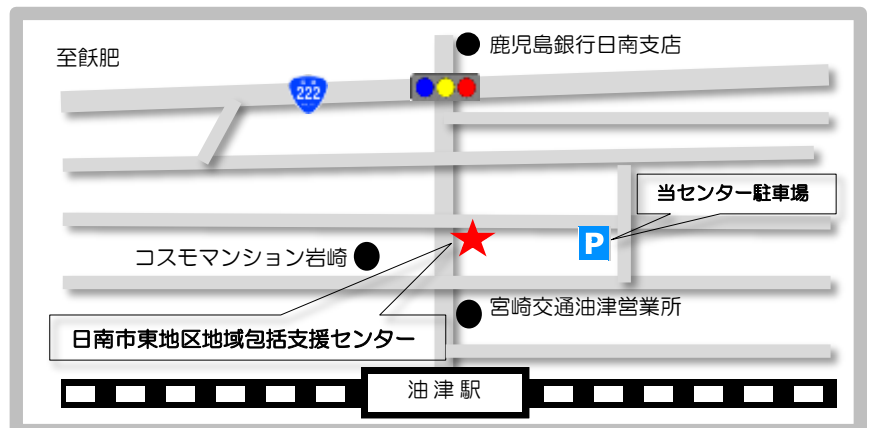 鹿児島銀行日南支店
至飫肥
222
当センター駐車場
P
コスモマンション岩崎
宮崎交通油津営業所
日南市東地区地域包括支援センター
油津駅